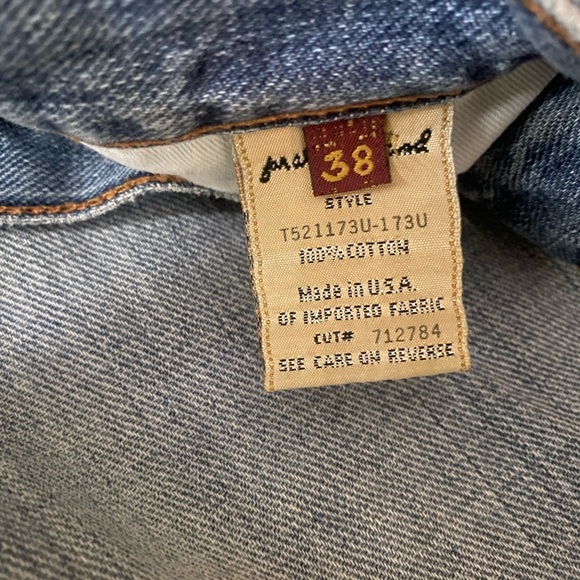 38
STYLE
T521173U-173U
100% COTTON
Made in U.S.A.
OF IMPORTED FABRIC
CUT# 712784
SEE CARE ON REVERSE